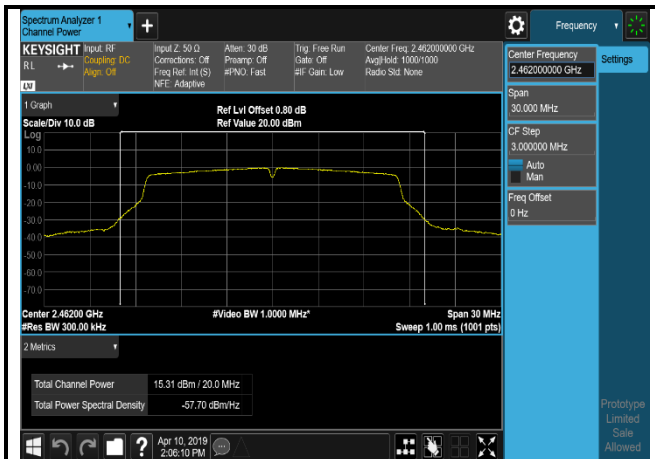 Spectrum Analyzer 1
Channel Power
+
Frequency
KEYSIGHT
RL
LXI
Input: RF
Coupling: DC
Align: Off
Input Z: 50 Ω
Corrections: Off
Freq Ref: Int (S)
NFE: Adaptive
Atten: 30 dB
Preamp: Off
#PNO: Fast
Trig: Free Run
Gate: Off
#IF Gain: Low
Center Freq: 2.462000000 GHz
Avg|Hold: 1000/1000
Radio Std: None
Center Frequency
2.462000000 GHz
Settings
Span
30.000 MHz
CF Step
3.000000 MHz
Auto
Man
Freq Offset
0 Hz
1 Graph
Scale/Div 10.0 dB
Ref Lvl Offset 0.80 dB
Ref Value 20.00 dBm
Log
10.0
0.00
-10.0
-20.0
-30.0
-40.0
-50.0
-60.0
-70.0
Center 2.46200 GHz
#Video BW 1.0000 MHz*
Span 30 MHz
#Res BW 300.00 kHz
Sweep 1.00 ms (1001 pts)
2 Metrics
Total Channel Power 15.31 dBm / 20.0 MHz
Total Power Spectral Density -57.70 dBm/Hz
Prototype
Limited
Sale
Allowed
?
Apr 10, 2019
2:06:10 PM